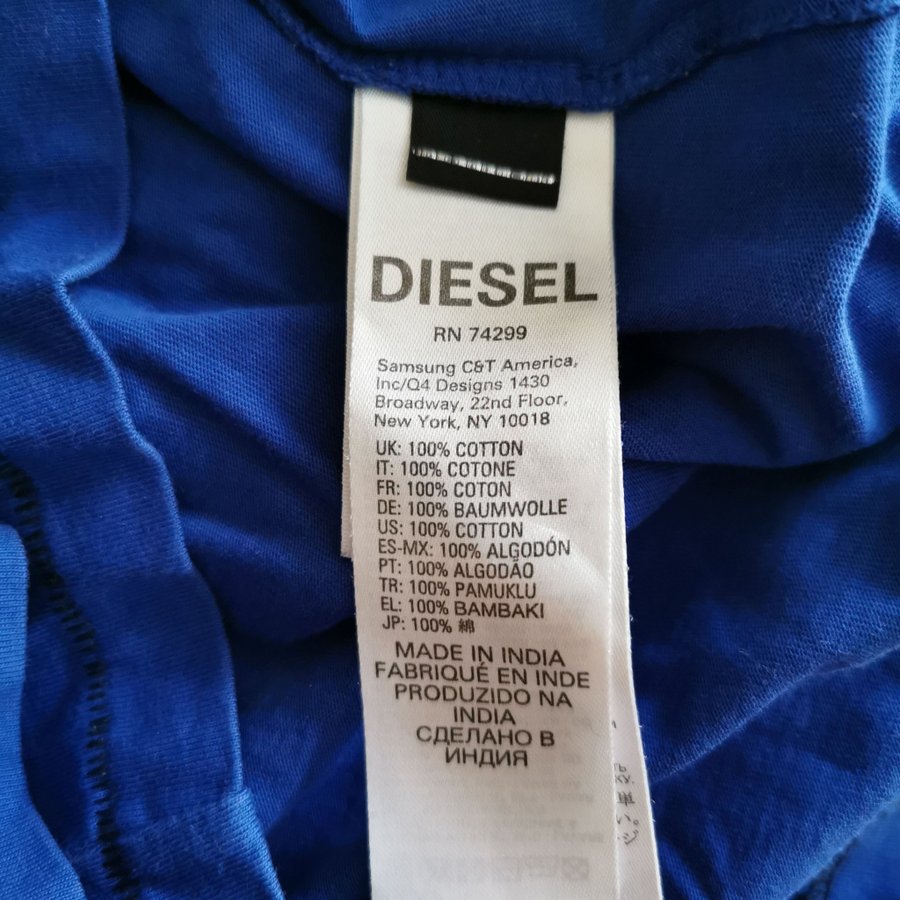 DIESEL
RN 74299
Samsung C&T America,
Inc/Q4 Designs 1430
Broadway, 22nd Floor,
New York, NY 10018
UK: 100% COTTON
IT: 100% COTONE
FR: 100% COTON
DE: 100% BAUMWOLLE
US: 100% COTTON
ES-MX: 100% ALGODÓN
PT: 100% ALGODÃO
TR: 100% PAMUKLU
EL: 100% BAMBAKI
JP: 100% 綿
MADE IN INDIA
FABRIQUÉ EN INDE
PRODUZIDO NA
INDIA
СДЕЛАНО В
ИНДИЯ